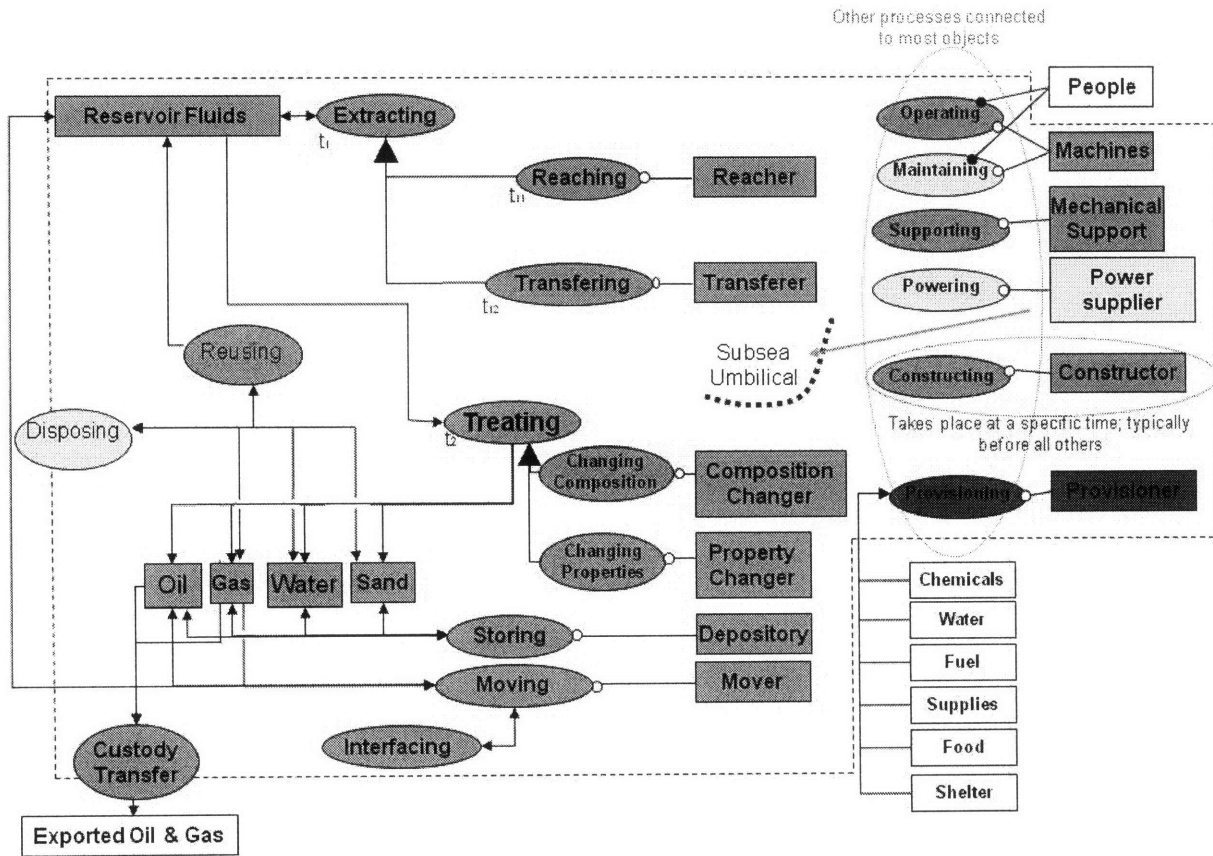 Other processes connected
to most objects
People
Reservoir Fluids
Extracting
t1
Operating
Machines
Maintaining
Reaching
t11
Reacher
Mechanical
Support
Supporting
Transfering
t12
Transferer
Powering
Power
supplier
Reusing
Subsea
Umbilical
Constructing
Constructor
Disposing
Treating
t2
Takes place at a specific time; typically
before all others
Changing
Composition
Composition
Changer
Provisioning
Provisioner
Changing
Properties
Property
Changer
Oil
Gas
Water
Sand
Chemicals
Water
Storing
Depository
Fuel
Moving
Mover
Supplies
Custody
Transfer
Interfacing
Food
Shelter
Exported Oil & Gas